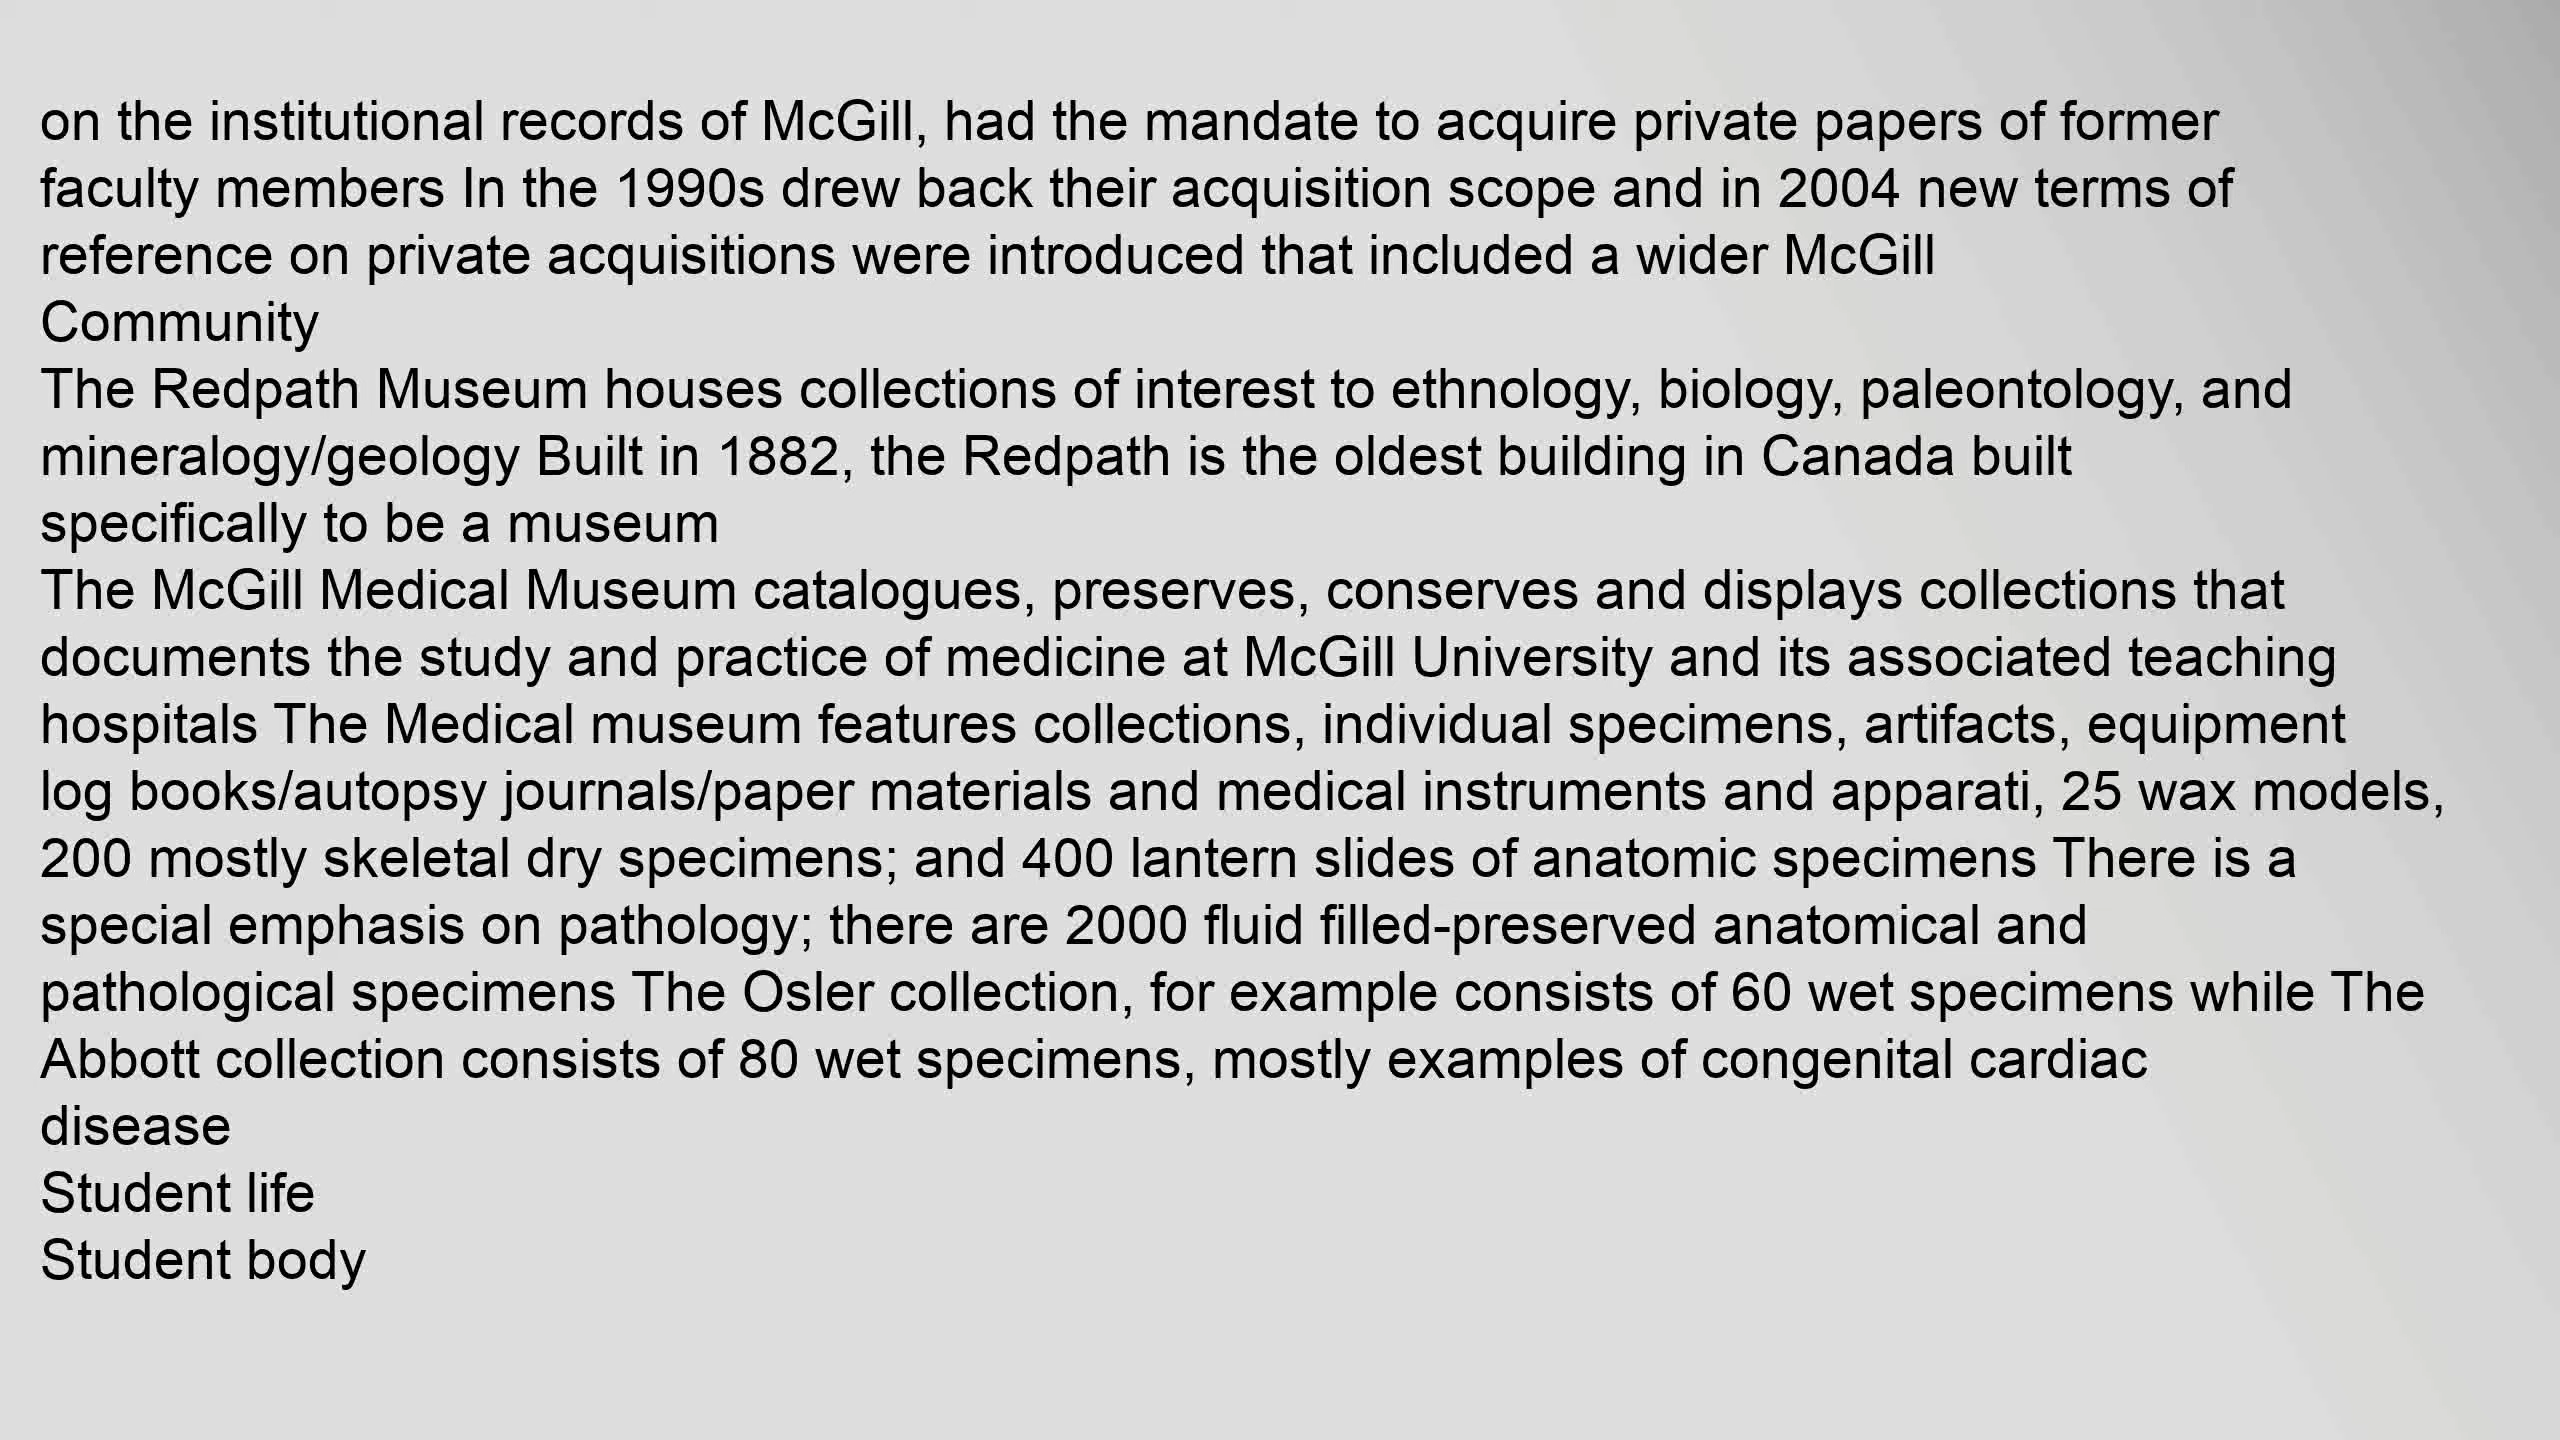 on the institutional records of McGill, had the mandate to acquire private papers of former
faculty members In the 1990s drew back their acquisition scope and in 2004 new terms of
reference on private acquisitions were introduced that included a wider McGill
Community
The Redpath Museum houses collections of interest to ethnology, biology, paleontology, and
mineralogy/geology Built in 1882, the Redpath is the oldest building in Canada built
specifically to be a museum
The McGill Medical Museum catalogues, preserves, conserves and displays collections that
documents the study and practice of medicine at McGill University and its associated teaching
hospitals The Medical museum features collections, individual specimens, artifacts, equipment
log books/autopsy journals/paper materials and medical instruments and apparati, 25 wax models,
200 mostly skeletal dry specimens; and 400 lantern slides of anatomic specimens There is a
special emphasis on pathology; there are 2000 fluid filled-preserved anatomical and
pathological specimens The Osler collection, for example consists of 60 wet specimens while The
Abbott collection consists of 80 wet specimens, mostly examples of congenital cardiac
disease
Student life
Student body